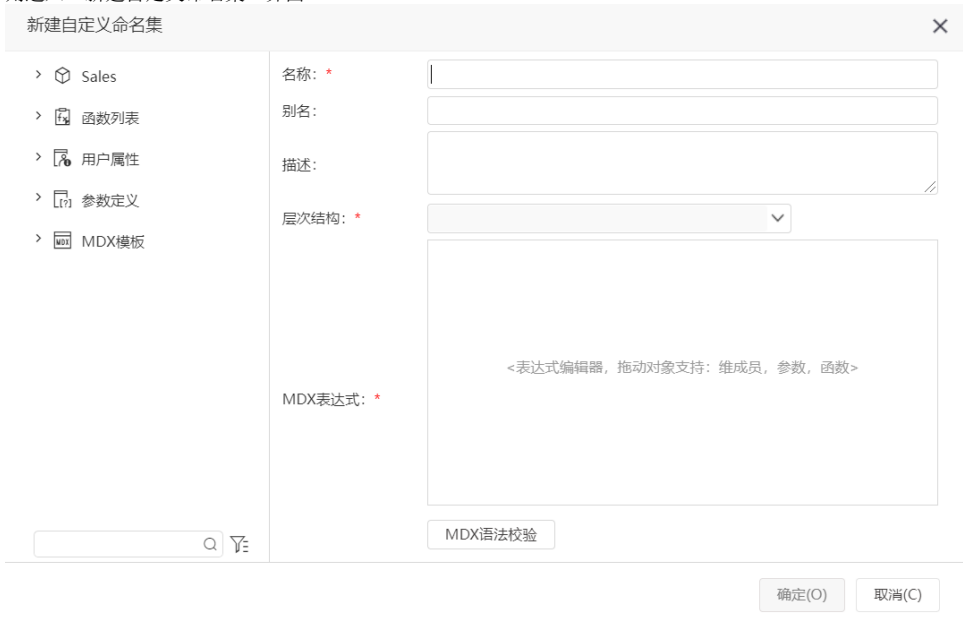 新建自定义命名集
Sales
函数列表
用户属性
参数定义
MDX模板
名称：*
别名：
描述：
层次结构：*
MDX表达式：*
<表达式编辑器，拖动对象支持：维成员，参数，函数>
MDX语法校验
确定(O)
取消(C)